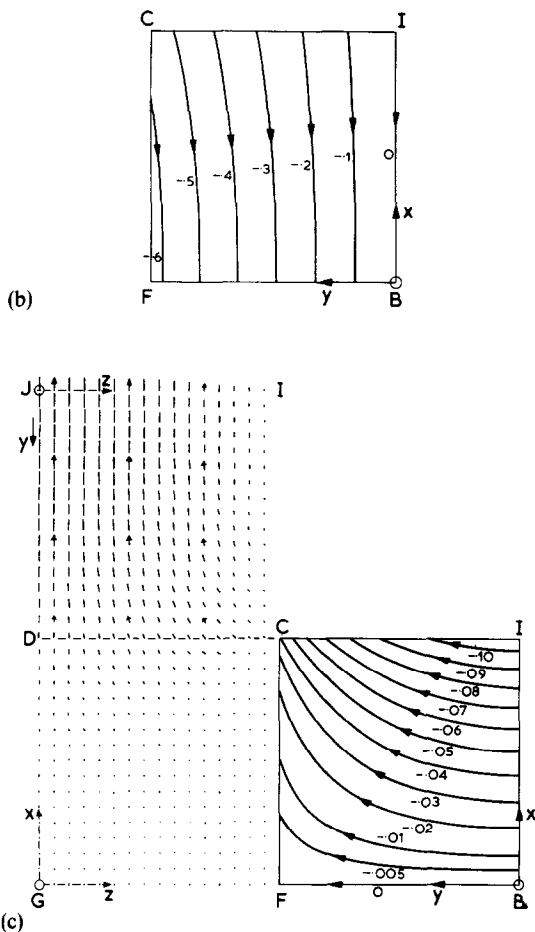 C I
-.5 -.4 -.3 -.2 -.1 0
x
-.6
(b) F y B
J z I
y
D C I
-.10
-.09
-.08
-.07
-.06
-.05
-.04
-.03
x -.02 x
-.01
-.005
G z F 0 y B
(c)